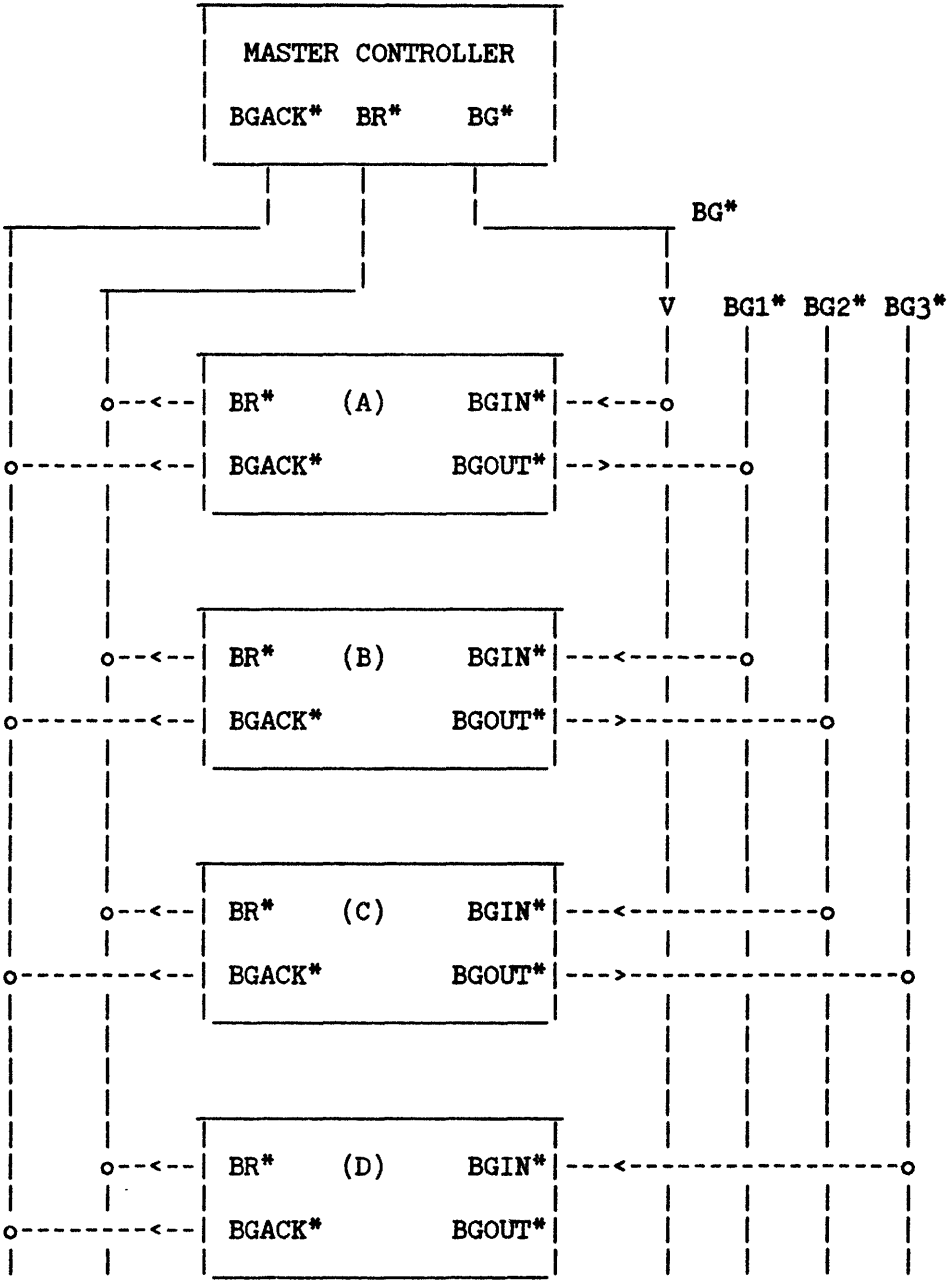 MASTER CONTROLLER
BGACK* BR* BG*
BG*
V BG1* BG2* BG3*
BR* (A) BGIN*
BGACK* BGOUT*
BR* (B) BGIN*
BGACK* BGOUT*
BR* (C) BGIN*
BGACK* BGOUT*
BR* (D) BGIN*
BGACK* BGOUT*